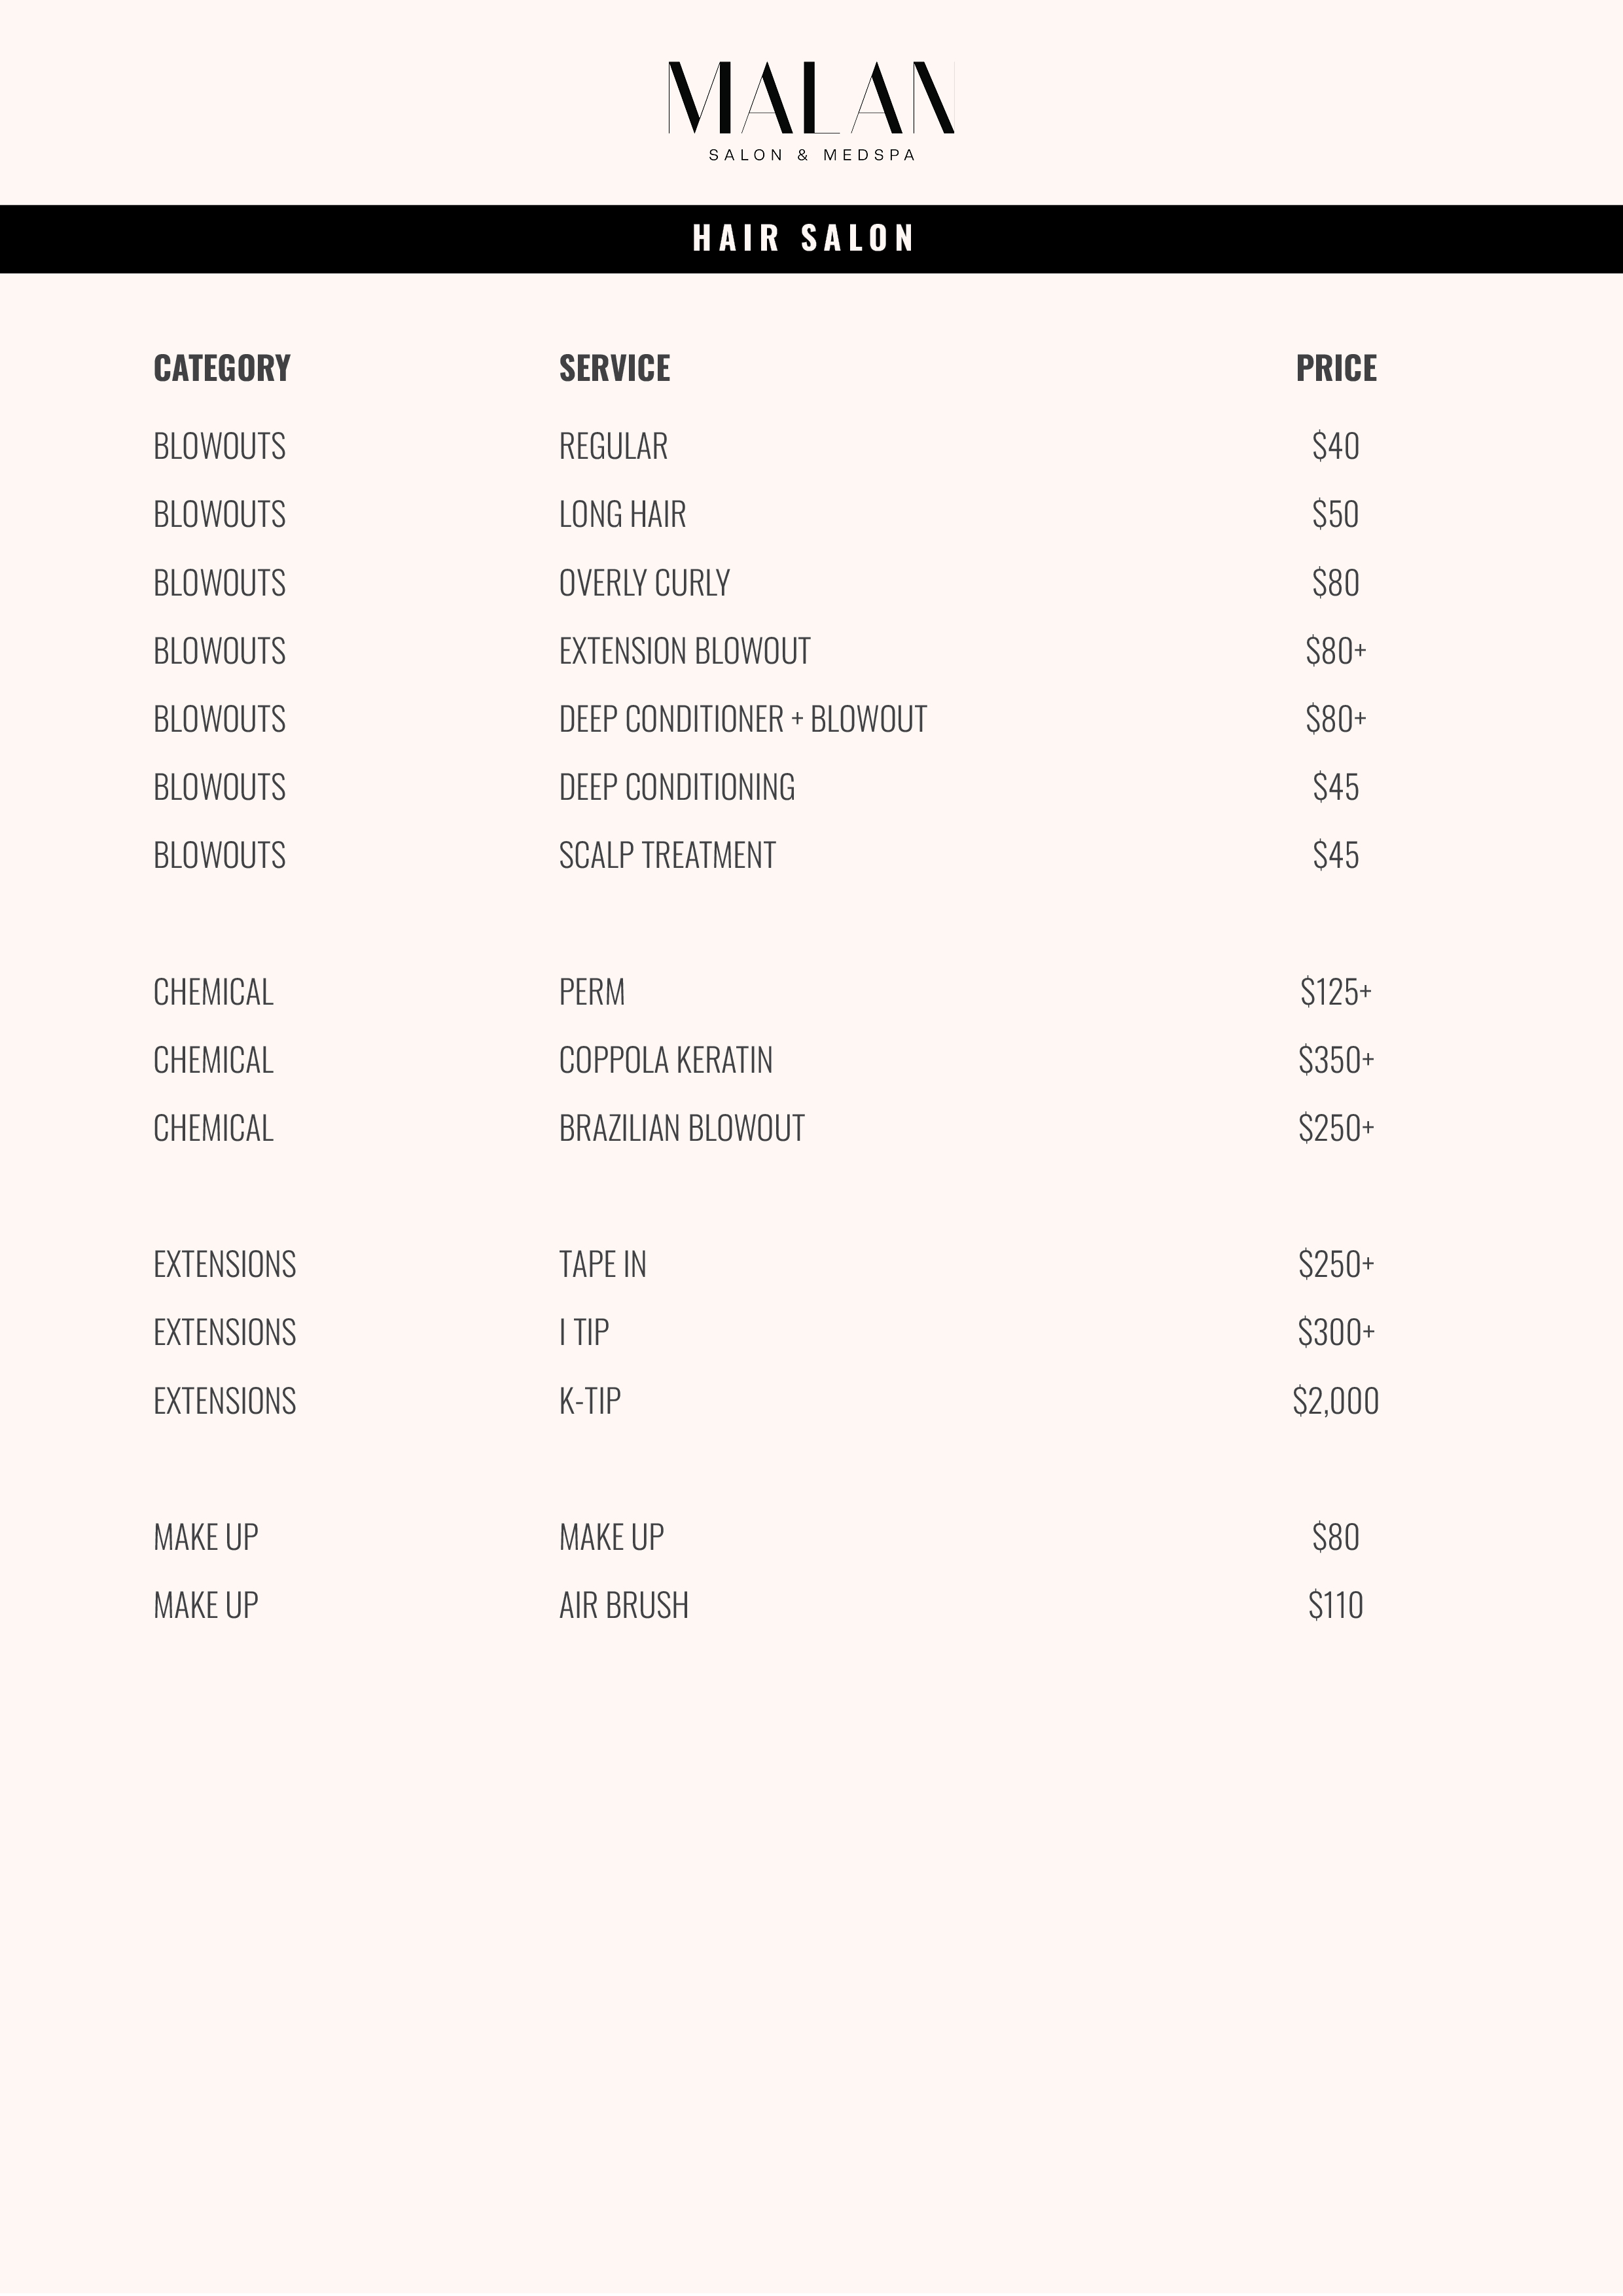 MALAN
SALON & MEDSPA
HAIR SALON
CATEGORY SERVICE PRICE
BLOWOUTS REGULAR $40
BLOWOUTS LONG HAIR $50
BLOWOUTS OVERLY CURLY $80
BLOWOUTS EXTENSION BLOWOUT $80+
BLOWOUTS DEEP CONDITIONER + BLOWOUT $80+
BLOWOUTS DEEP CONDITIONING $45
BLOWOUTS SCALP TREATMENT $45
CHEMICAL PERM $125+
CHEMICAL COPPOLA KERATIN $350+
CHEMICAL BRAZILIAN BLOWOUT $250+
EXTENSIONS TAPE IN $250+
EXTENSIONS I TIP $300+
EXTENSIONS K-TIP $2,000
MAKE UP MAKE UP $80
MAKE UP AIR BRUSH $110